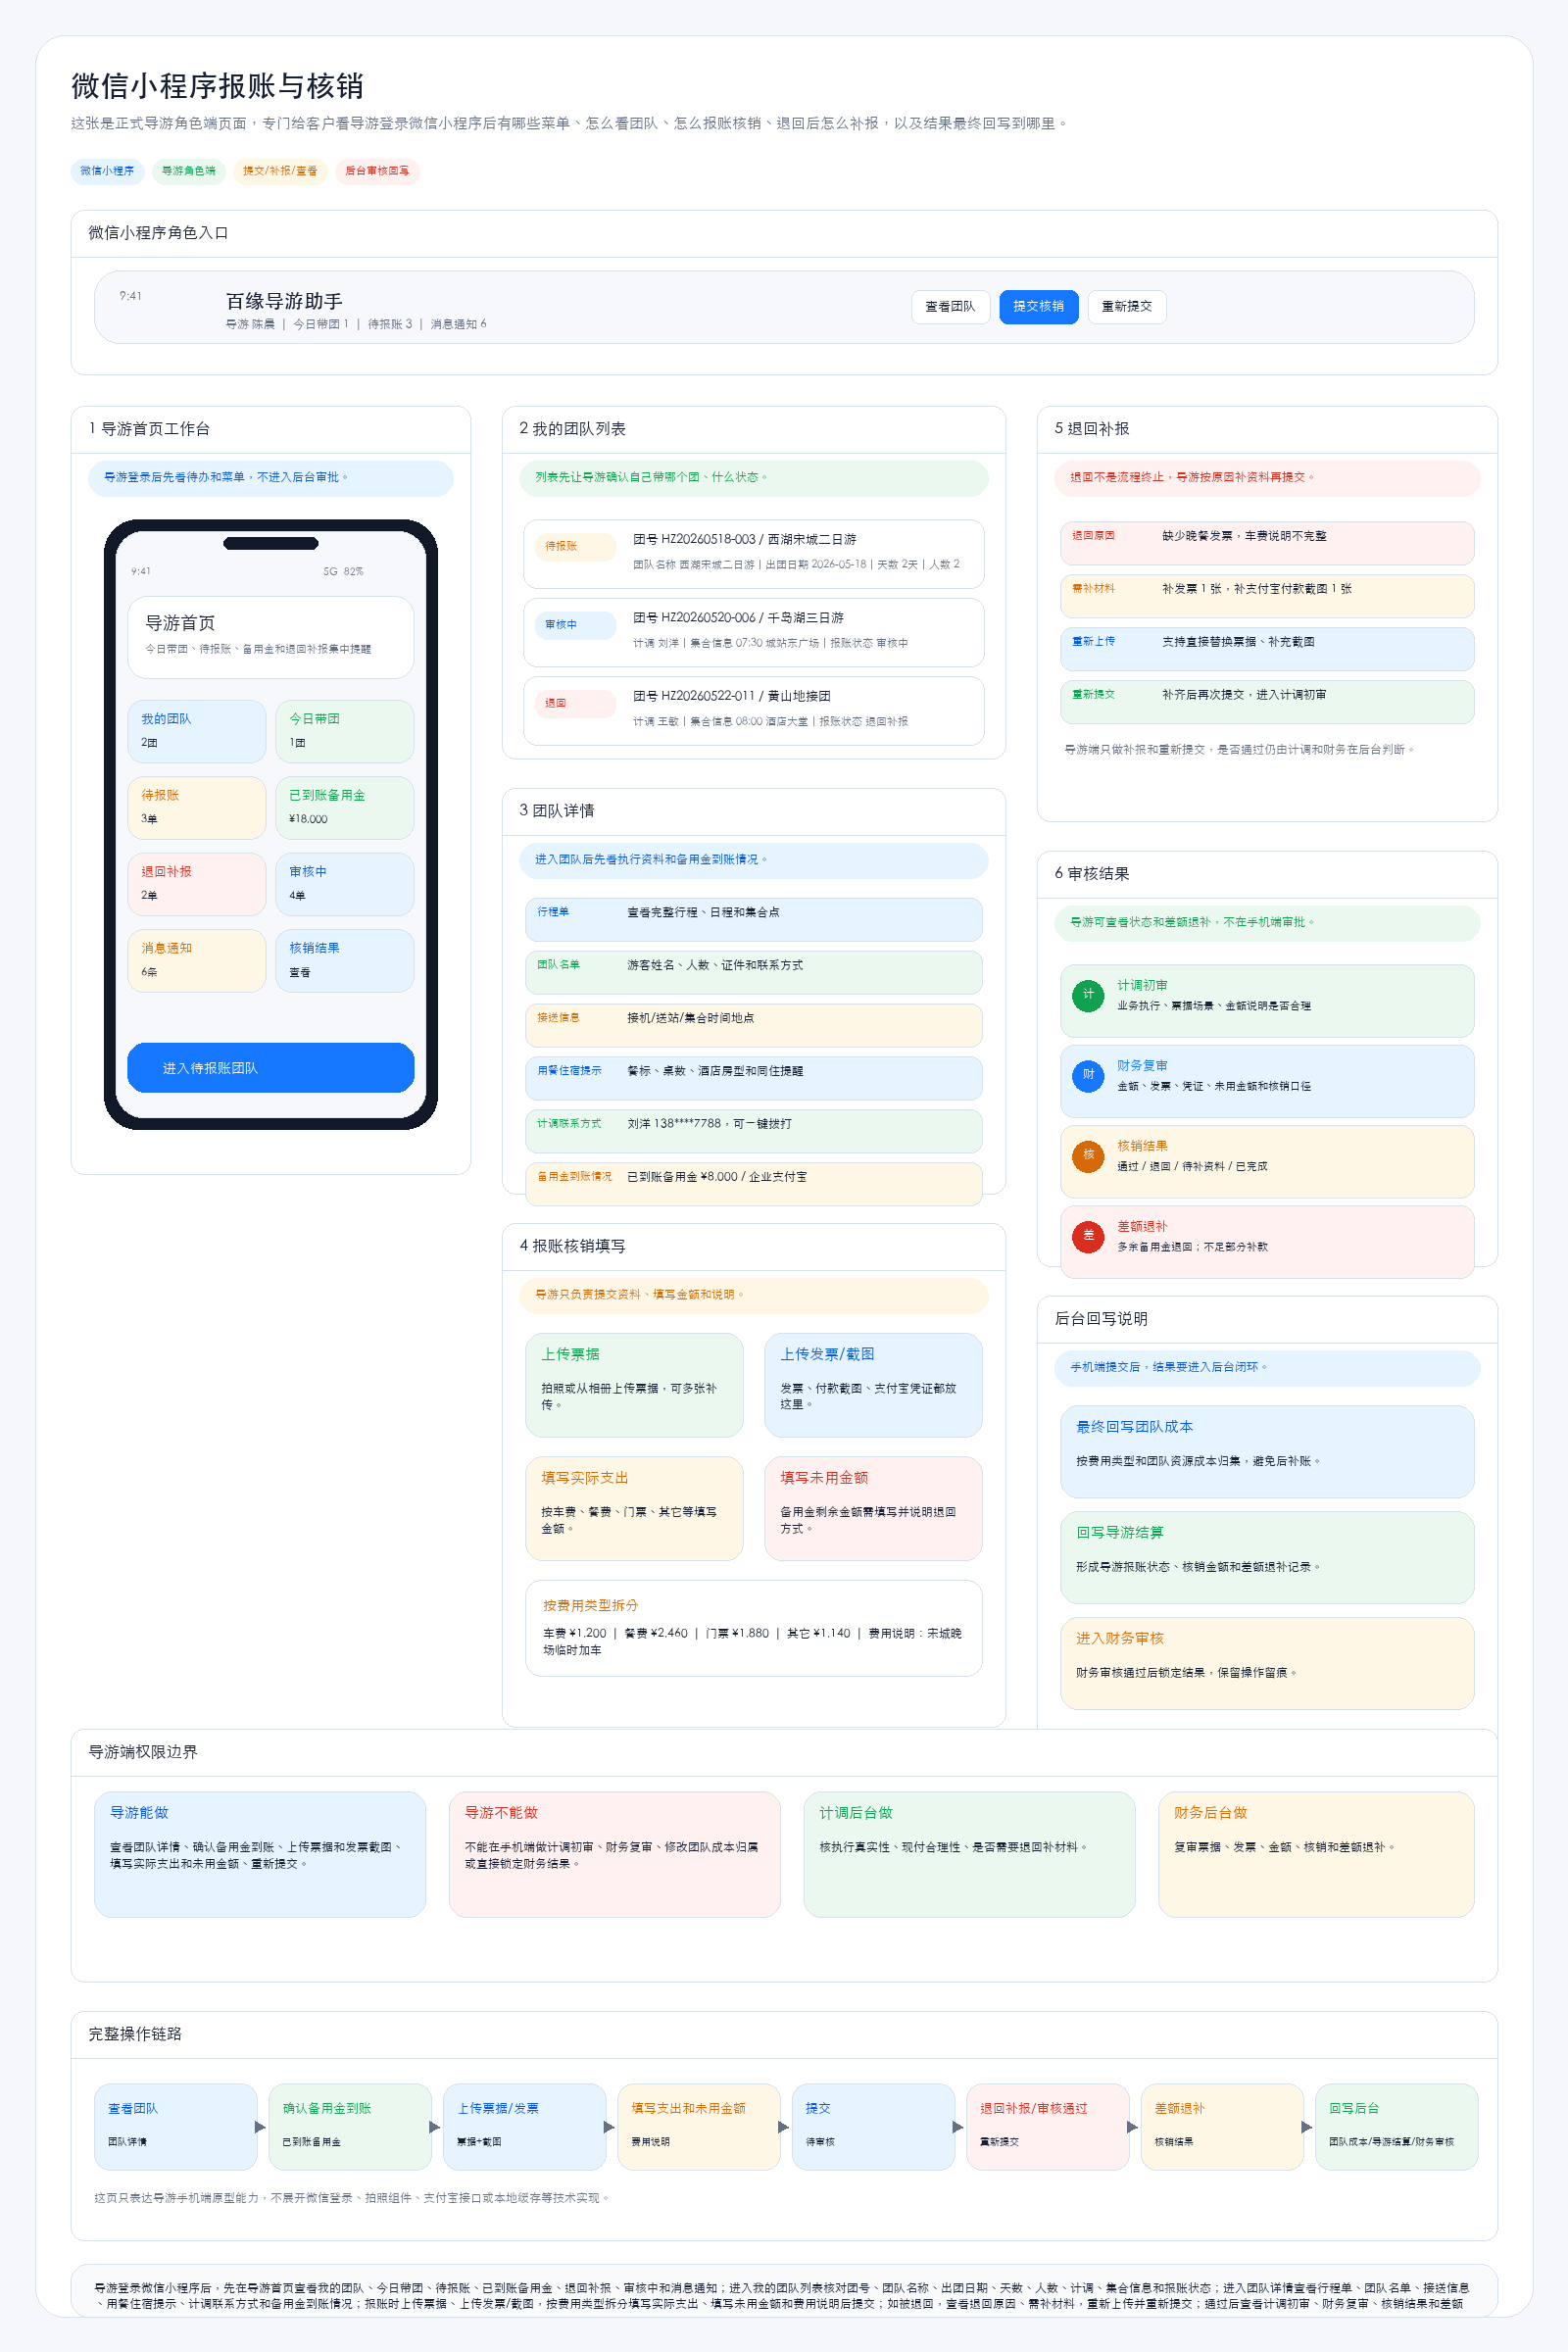 微信小程序报账与核销
这张是正式导游角色端页面，专门给客户看导游登录微信小程序后有哪些菜单、怎么看团队、怎么报账核销、退回后怎么补报，以及结果最终回写到哪里。
微信小程序
导游角色端
提交/补报/查看
后台审核回写
微信小程序角色入口
9:41
百缘导游助手
导游 陈晨 | 今日带团 1 | 待报账 3 | 消息通知 6
查看团队
提交核销
重新提交
1 导游首页工作台
导游登录后先看待办和菜单，不进入后台审批。
9:41
5G 82%
导游首页
今日带团、待报账、备用金和退回补报集中提醒
我的团队
2团
今日带团
1团
待报账
3单
已到账备用金
¥18,000
退回补报
2单
审核中
4单
消息通知
6条
核销结果
查看
进入待报账团队
2 我的团队列表
列表先让导游确认自己带哪个团、什么状态。
待报账
团号 HZ20260518-003 / 西湖宋城二日游
团队名称 西湖宋城二日游 | 出团日期 2026-05-18 | 天数 2天 | 人数 2
审核中
团号 HZ20260520-006 / 千岛湖三日游
计调 刘洋 | 集合信息 07:30 城站东广场 | 报账状态 审核中
退回
团号 HZ20260522-011 / 黄山地接团
计调 王敏 | 集合信息 08:00 酒店大堂 | 报账状态 退回补报
3 团队详情
进入团队后先看执行资料和备用金到账情况。
行程单
查看完整行程、日程和集合点
团队名单
游客姓名、人数、证件和联系方式
接送信息
接机/送站/集合时间地点
用餐住宿提示
餐标、桌数、酒店房型和同住提醒
计调联系方式
刘洋 138****7788，可一键拨打
备用金到账情况
已到账备用金 ¥8,000 / 企业支付宝
4 报账核销填写
导游只负责提交资料、填写金额和说明。
上传票据
拍照或从相册上传票据，可多张补
传。
上传发票/截图
发票、付款截图、支付宝凭证都放
这里。
填写实际支出
按车费、餐费、门票、其它等填写
金额。
填写未用金额
备用金剩余金额需填写并说明退回
方式。
按费用类型拆分
车费 ¥1,200 | 餐费 ¥2,460 | 门票 ¥1,880 | 其它 ¥1,140 | 费用说明：宋城晚
场临时加车
5 退回补报
退回不是流程终止，导游按原因补资料再提交。
退回原因
缺少晚餐发票，车费说明不完整
需补材料
补发票 1 张，补支付宝付款截图 1 张
重新上传
支持直接替换票据、补充截图
重新提交
补齐后再次提交，进入计调初审
导游端只做补报和重新提交，是否通过仍由计调和财务在后台判断。
6 审核结果
导游可查看状态和差额退补，不在手机端审批。
计
计调初审
业务执行、票据场景、金额说明是否合理
财
财务复审
金额、发票、凭证、未用金额和核销口径
核
核销结果
通过 / 退回 / 待补资料 / 已完成
差
差额退补
多余备用金退回；不足部分补款
后台回写说明
手机端提交后，结果要进入后台闭环。
最终回写团队成本
按费用类型和团队资源成本归集，避免后补账。
回写导游结算
形成导游报账状态、核销金额和差额退补记录。
进入财务审核
财务审核通过后锁定结果，保留操作留痕。
导游端权限边界
导游能做
查看团队详情、确认备用金到账、上传票据和发票截图、
填写实际支出和未用金额、重新提交。
导游不能做
不能在手机端做计调初审、财务复审、修改团队成本归属
或直接锁定财务结果。
计调后台做
核执行真实性、现付合理性、是否需要退回补材料。
财务后台做
复审票据、发票、金额、核销和差额退补。
完整操作链路
查看团队
团队详情
确认备用金到账
已到账备用金
上传票据/发票
票据+截图
填写支出和未用金额
费用说明
提交
待审核
退回补报/审核通过
重新提交
差额退补
核销结果
回写后台
团队成本/导游结算/财务审核
这页只表达导游手机端原型能力，不展开微信登录、拍照组件、支付宝接口或本地缓存等技术实现。
导游登录微信小程序后，先在导游首页查看我的团队、今日带团、待报账、已到账备用金、退回补报、审核中和消息通知；进入我的团队列表核对团号、团队名称、出团日期、天数、人数、计调、集合信息和报账状态；进入团队详情查看行程单、团队名单、接送信息
、用餐住宿提示、计调联系方式和备用金到账情况；报账时上传票据、上传发票/截图，按费用类型拆分填写实际支出、填写未用金额和费用说明后提交；如被退回，查看退回原因、需补材料，重新上传并重新提交；通过后查看计调初审、财务复审、核销结果和差额